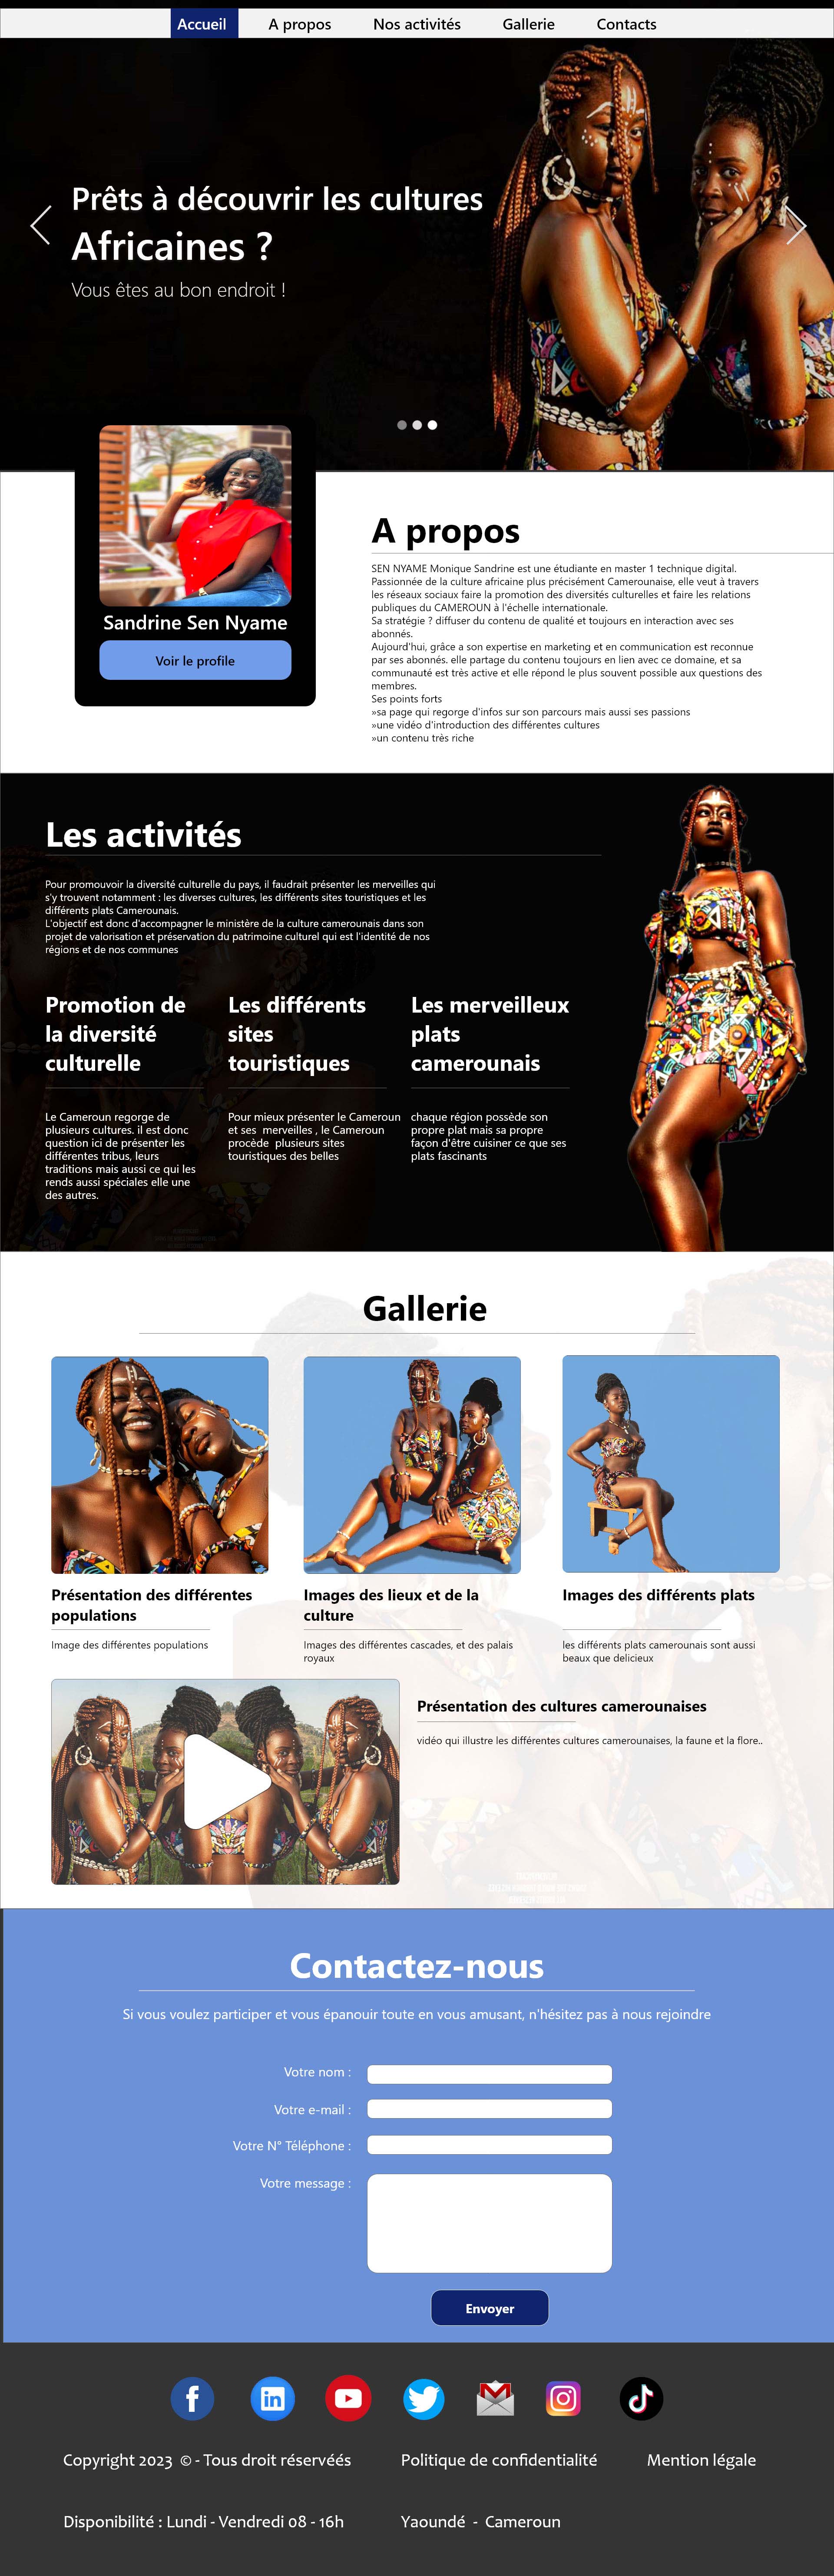 Accueil
A propos
Nos activités
Gallerie
Contacts
Prêts à découvrir les cultures
Africaines ?
Vous êtes au bon endroit !
Sandrine Sen Nyame
Voir le profile
A propos
SEN NYAME Monique Sandrine est une étudiante en master 1 technique digital.
Passionnée de la culture africaine plus précisément Camerounaise, elle veut à travers
les réseaux sociaux faire la promotion des diversités culturelles et faire les relations
publiques du CAMEROUN à l'échelle internationale.
Sa stratégie ? diffuser du contenu de qualité et toujours en interaction avec ses
abonnés.
Aujourd'hui, grâce a son expertise en marketing et en communication est reconnue
par ses abonnés. elle partage du contenu toujours en lien avec ce domaine, et sa
communauté est très active et elle répond le plus souvent possible aux questions des
membres.
Ses points forts
»sa page qui regorge d'infos sur son parcours mais aussi ses passions
»une vidéo d'introduction des différentes cultures
»un contenu très riche
Les activités
Pour promouvoir la diversité culturelle du pays, il faudrait présenter les merveilles qui
s'y trouvent notamment : les diverses cultures, les différents sites touristiques et les
différents plats Camerounais.
L'objectif est donc d'accompagner le ministère de la culture camerounais dans son
projet de valorisation et préservation du patrimoine culturel qui est l'identité de nos
régions et de nos communes
Promotion de
la diversité
culturelle
Le Cameroun regorge de
plusieurs cultures. il est donc
question ici de présenter les
différentes tribus, leurs
traditions mais aussi ce qui les
rends aussi spéciales elle une
des autres.
Les différents
sites
touristiques
Pour mieux présenter le Cameroun
et ses  merveilles , le Cameroun
procède  plusieurs sites
touristiques des belles
Les merveilleux
plats
camerounais
chaque région possède son
propre plat mais sa propre
façon d'être cuisiner ce que ses
plats fascinants
Gallerie
Présentation des différentes
populations
Image des différentes populations
Images des lieux et de la
culture
Images des différentes cascades, et des palais
royaux
Images des différents plats
les différents plats camerounais sont aussi
beaux que delicieux
Présentation des cultures camerounaises
vidéo qui illustre les différentes cultures camerounaises, la faune et la flore..
Contactez-nous
Si vous voulez participer et vous épanouir toute en vous amusant, n'hésitez pas à nous rejoindre
Votre nom :
Votre e-mail :
Votre N° Téléphone :
Votre message :
Envoyer
Copyright 2023 © - Tous droit réservéés
Politique de confidentialité
Mention légale
Disponibilité : Lundi - Vendredi 08 - 16h
Yaoundé - Cameroun